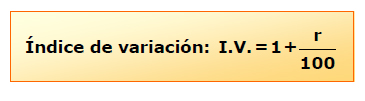 Índice de variación: I.V. = 1 + r/100